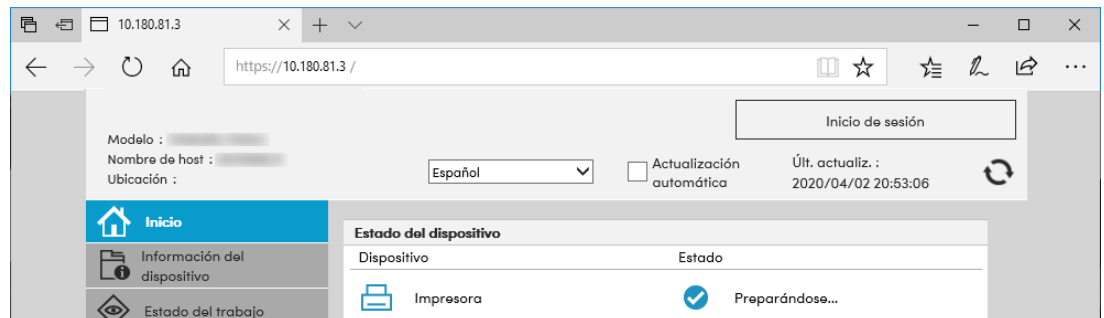 10.180.81.3
https://10.180.81.3 /
Inicio de sesión
Modelo :
Nombre de host :
Ubicación :
Español
Actualización
automática
Últ. actualiz. :
2020/04/02 20:53:06
Inicio
Información del
dispositivo
Estado del trabajo
Estado del dispositivo
Dispositivo Estado
Impresora Preparándose...